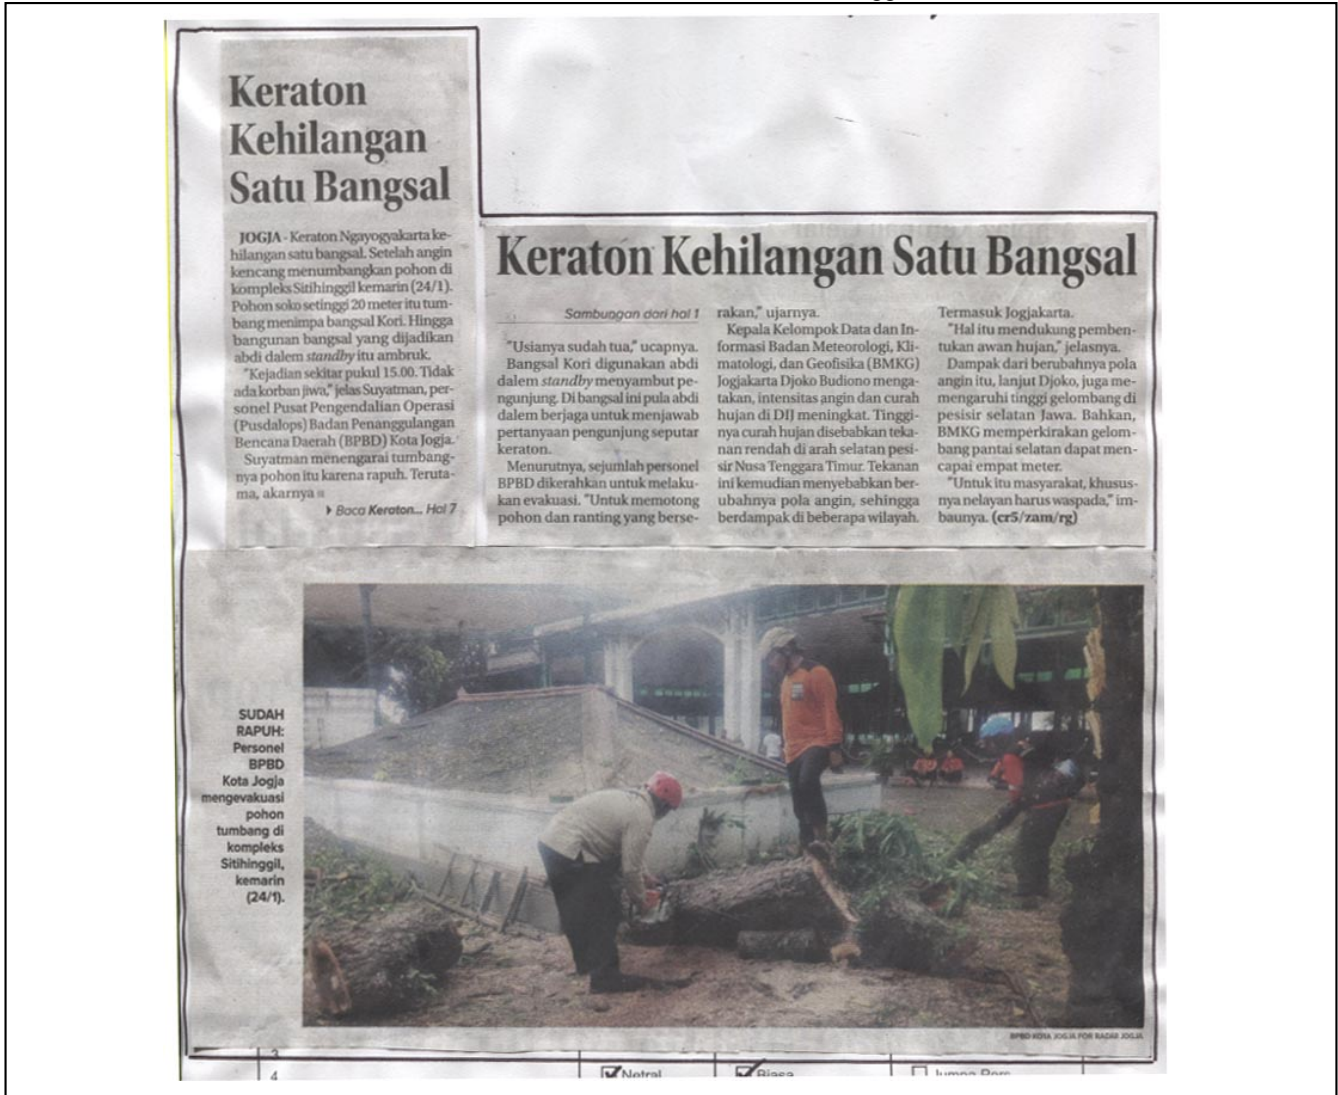 Keraton
Kehilangan
Satu Bangsal
JOGJA - Keraton Ngayogyakarta ke-
hilangan satu bangsal. Setelah angin
kencang menumbangkan pohon di
kompleks Sitihinggil kemarin (24/1).
Pohon soko setinggi 20 meter itu tum-
bang menimpa bangsal Kori. Hingga
bangunan bangsal yang dijadikan
abdi dalem standby itu ambruk.
"Kejadian sekitar pukul 15.00. Tidak
ada korban jiwa," jelas Suyatman, per-
sonel Pusat Pengendalian Operasi
(Pusdalops) Badan Penanggulangan
Bencana Daerah (BPBD) Kota Jogja.
Suyatman menengarai tumbang-
nya pohon itu karena rapuh. Teruta-
ma, akarnya
Baca Keraton... Hal 7
Keraton Kehilangan Satu Bangsal
Sambungan dari hal 1
"Usianya sudah tua," ucapnya.
Bangsal Kori digunakan abdi
dalem standby menyambut pe-
ngunjung. Di bangsal ini pula abdi
dalem berjaga untuk menjawab
pertanyaan pengunjung seputar
keraton.
Menurutnya, sejumlah personel
BPBD dikerahkan untuk melaku-
kan evakuasi. "Untuk memotong
pohon dan ranting yang berse-
rakan," ujarnya.
Kepala Kelompok Data dan In-
formasi Badan Meteorologi, Kli-
matologi, dan Geofisika (BMKG)
Jogjakarta Djoko Budiono menga-
takan, intensitas angin dan curah
hujan di DIJ meningkat. Tinggi-
nya curah hujan disebabkan teka-
nan rendah di arah selatan pesi-
sir Nusa Tenggara Timur. Tekanan
ini kemudian menyebabkan ber-
ubahnya pola angin, sehingga
berdampak di beberapa wilayah.
Termasuk Jogjakarta.
"Hal itu mendukung pemben-
tukan awan hujan," jelasnya.
Dampak dari berubahnya pola
angin itu, lanjut Djoko, juga me-
mengaruhi tinggi gelombang di
pesisir selatan Jawa. Bahkan,
BMKG memperkirakan gelom-
bang pantai selatan dapat men-
capai empat meter.
"Untuk itu masyarakat, khusus-
nya nelayan harus waspada," im-
baunya. (cr5/zam/rg)
SUDAH
RAPUH:
Personel
BPBD
Kota Jogja
mengevakuasi
pohon
tumbang di
kompleks
Sitihinggil,
kemarin
(24/1).
BPBD KOTA JOGJA FOR RADAR JOGJA
4
Netral
Biasa
Jumpa Pers